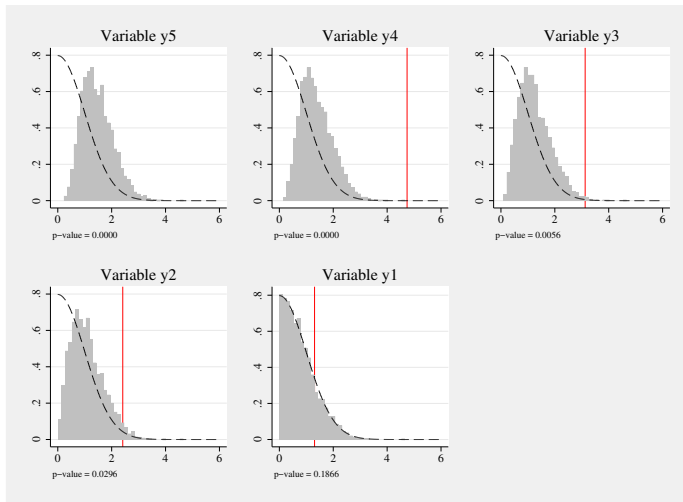 Variable y5
Variable y4
Variable y3
0 .2 .4 .6 .8
0 2 4 6
p−value = 0.0000
0 .2 .4 .6 .8
0 2 4 6
p−value = 0.0000
0 .2 .4 .6 .8
0 2 4 6
p−value = 0.0056
Variable y2
Variable y1
0 .2 .4 .6 .8
0 2 4 6
p−value = 0.0296
0 .2 .4 .6 .8
0 2 4 6
p−value = 0.1866